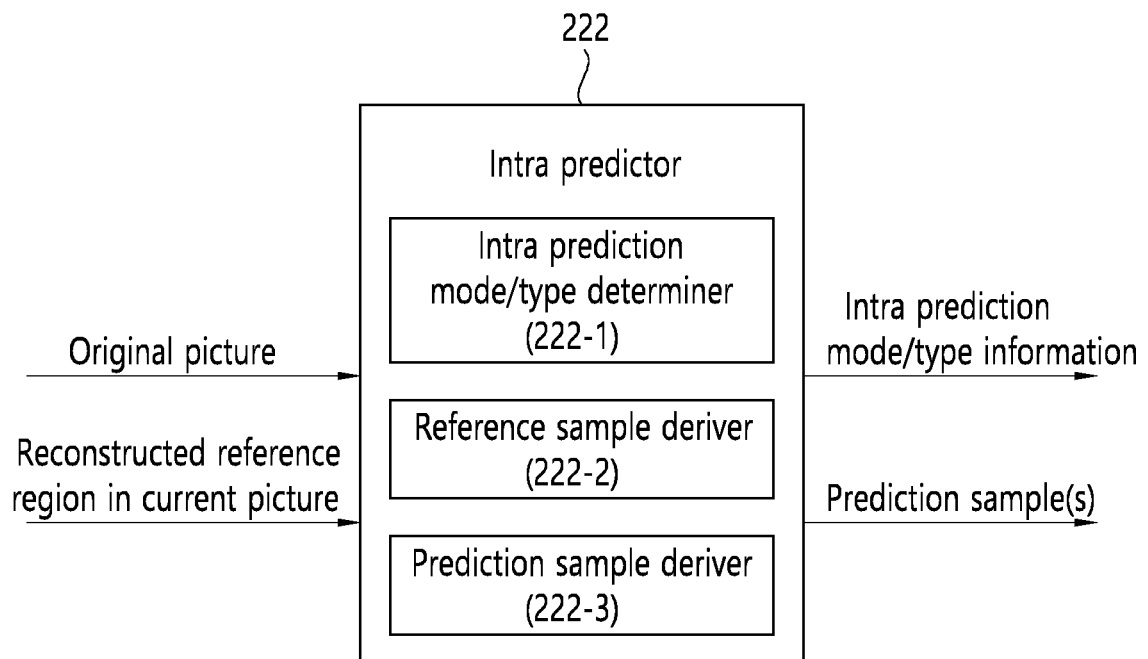 222
Intra predictor
Intra prediction
mode/type determiner
(222-1)
Original picture
Intra prediction
mode/type information
Reference sample deriver
(222-2)
Reconstructed reference
region in current picture
Prediction sample(s)
Prediction sample deriver
(222-3)